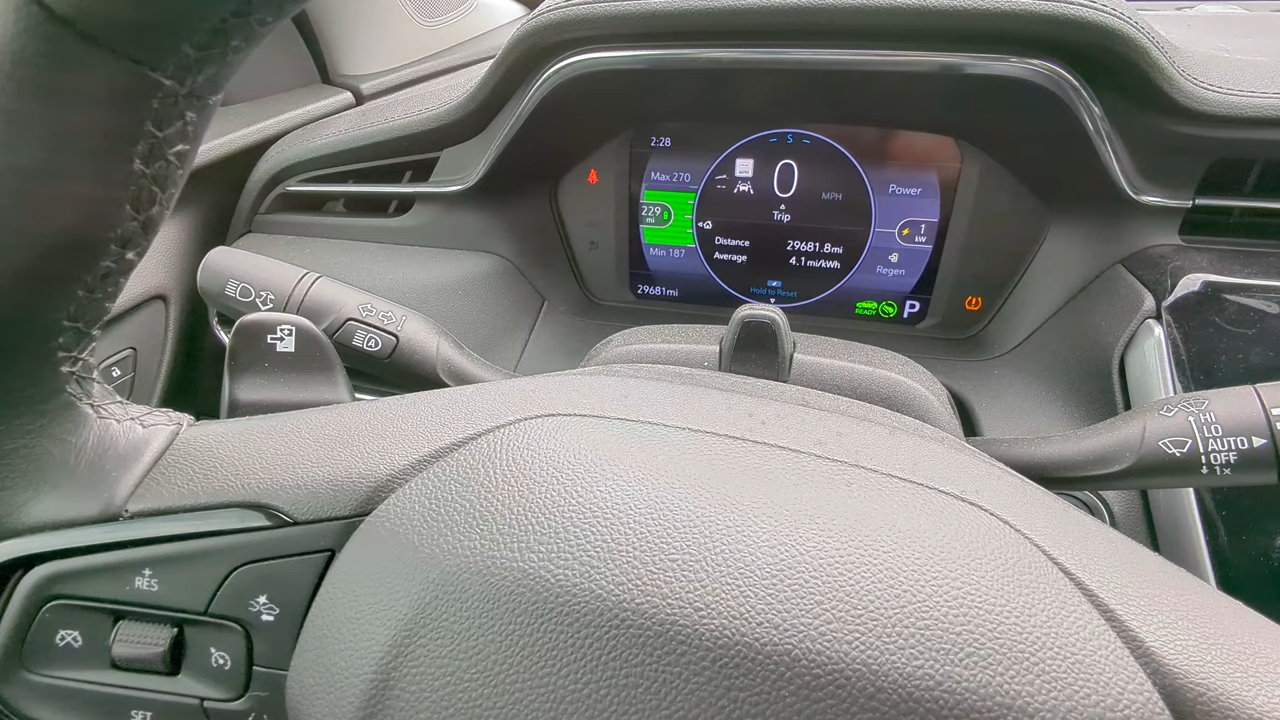 2:28
S
Max 270
229
mi
Min 187
29681mi
0
MPH
Trip
Distance 29681.8mi
Average 4.1 mi/kWh
Hold to Reset
Power
1
kW
Regen
READY
P
A
HI
LO
AUTO
OFF
1x
+
RES
SET